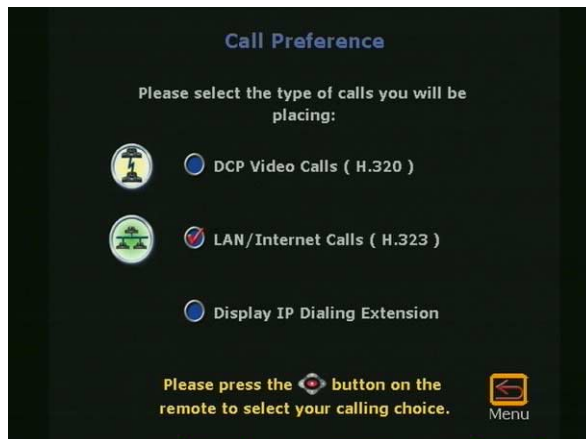 Call Preference
Please select the type of calls you will be
placing:
DCP Video Calls ( H.320 )
LAN/Internet Calls ( H.323 )
Display IP Dialing Extension
Please press the button on the
remote to select your calling choice.
Menu